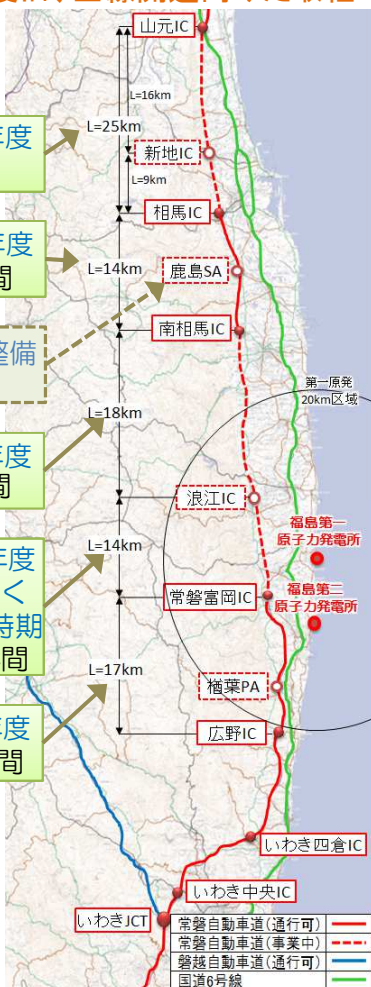 山元IC
L=16km
L=25km
新地IC
L=9km
相馬IC
年度
年度
間
L=14km
鹿島SA
南相馬IC
整備
第一原発
20km区域
L=18km
年度
間
浪江IC
福島第一
原子力発電所
年度
く
時期
間
L=14km
常磐富岡IC
福島第二
原子力発電所
L=17km
楢葉PA
年度
間
広野IC
いわき四倉IC
いわき中央IC
いわきJCT
常磐自動車道(通行可)
常磐自動車道(事業中)
磐越自動車道(通行可)
国道6号線